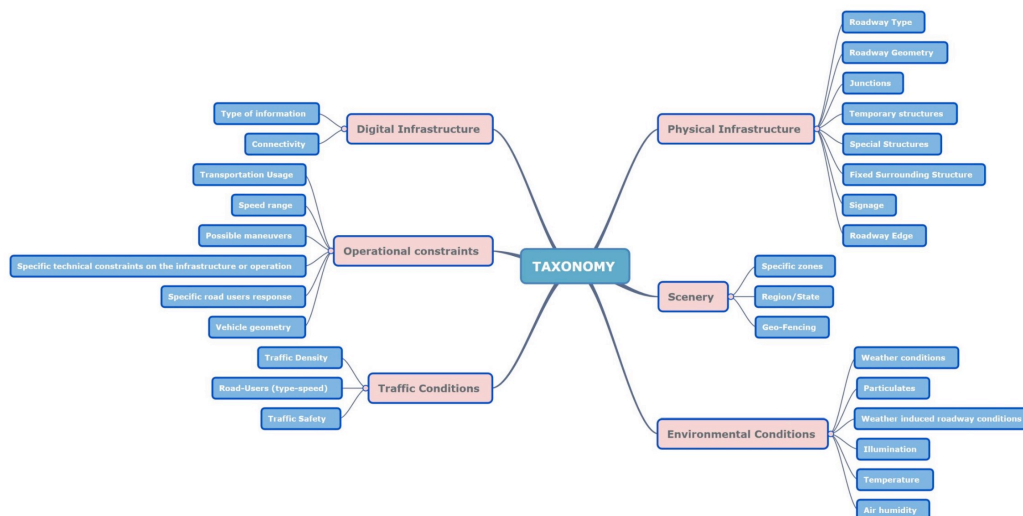 TAXONOMY
Digital Infrastructure
Type of information
Connectivity
Operational constraints
Transportation Usage
Speed range
Possible maneuvers
Specific technical constraints on the infrastructure or operation
Specific road users response
Vehicle geometry
Traffic Conditions
Traffic Density
Road-Users (type-speed)
Traffic Safety
Physical Infrastructure
Roadway Type
Roadway Geometry
Junctions
Temporary structures
Special Structures
Fixed Surrounding Structure
Signage
Roadway Edge
Scenery
Specific zones
Region/State
Geo-Fencing
Environmental Conditions
Weather conditions
Particulates
Weather induced roadway conditions
Illumination
Temperature
Air humidity